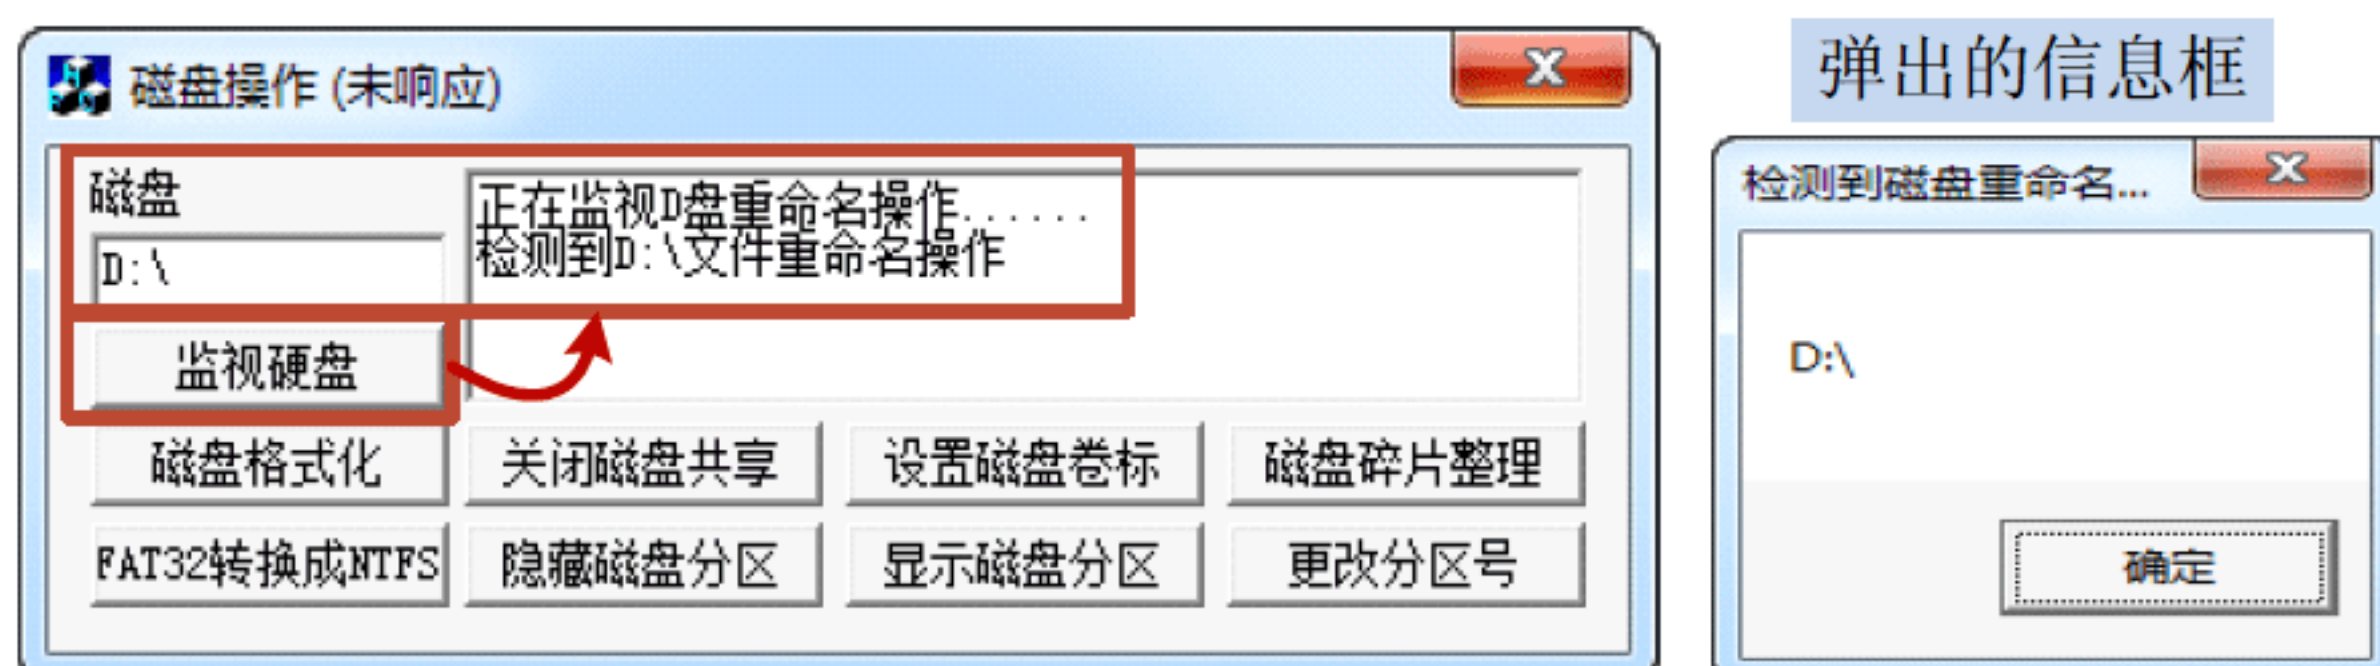 磁盘操作 (未响应)
磁盘
D:\
正在监视D盘重命名操作......
检测到D:\文件重命名操作
监视硬盘
磁盘格式化
关闭磁盘共享
设置磁盘卷标
磁盘碎片整理
FAT32转换成NTFS
隐藏磁盘分区
显示磁盘分区
更改分区号
弹出的信息框
检测到磁盘重命名...
D:\
确定